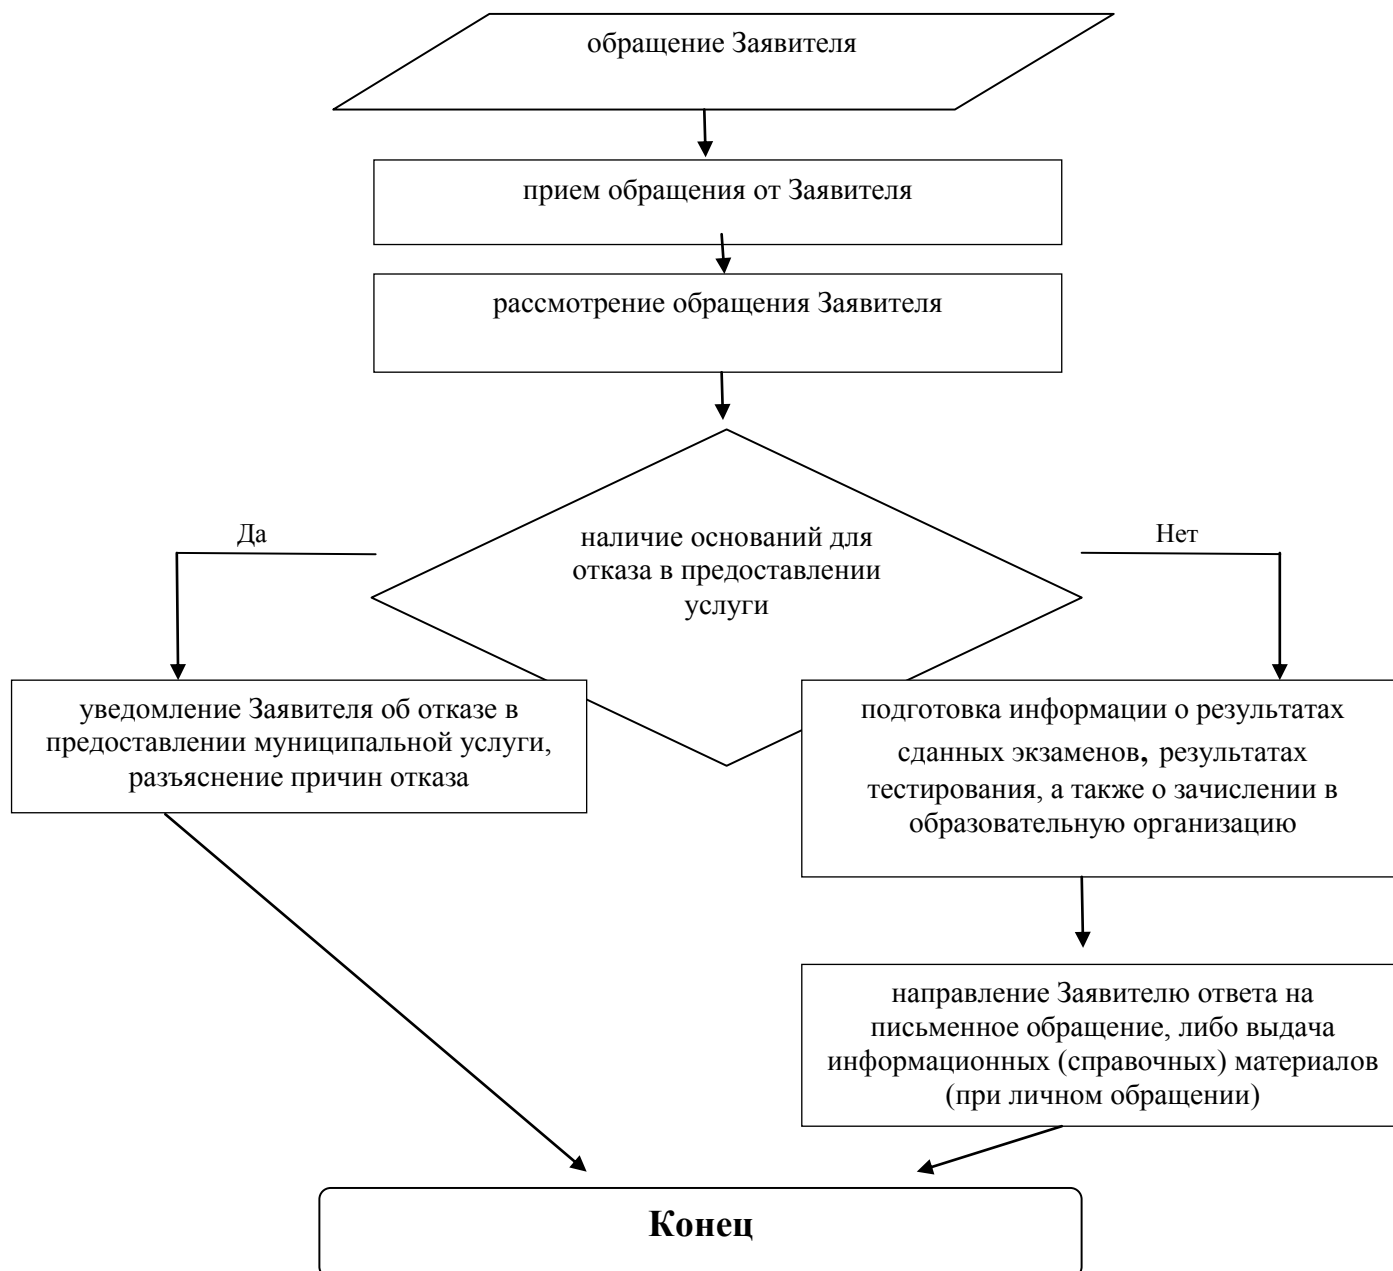 обращение Заявителя
прием обращения от Заявителя
рассмотрение обращения Заявителя
Да
Нет
наличие оснований для
отказа в предоставлении
услуги
уведомление Заявителя об отказе в
предоставлении муниципальной услуги,
разъяснение причин отказа
подготовка информации о результатах
сданных экзаменов, результатах
тестирования, а также о зачислении в
образовательную организацию
направление Заявителю ответа на
письменное обращение, либо выдача
информационных (справочных) материалов
(при личном обращении)
Конец